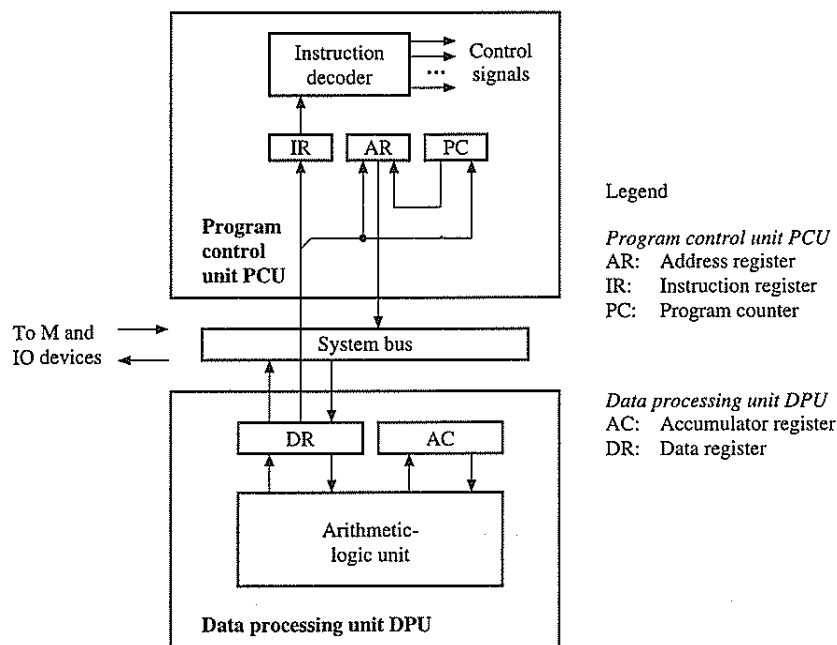 Instruction
decoder
Control
signals
...
IR
AR
PC
Program
control
unit PCU
Legend
Program control unit PCU
AR: Address register
IR: Instruction register
PC: Program counter
To M and
IO devices
System bus
Data processing unit DPU
AC: Accumulator register
DR: Data register
DR
AC
Arithmetic-
logic unit
Data processing unit DPU